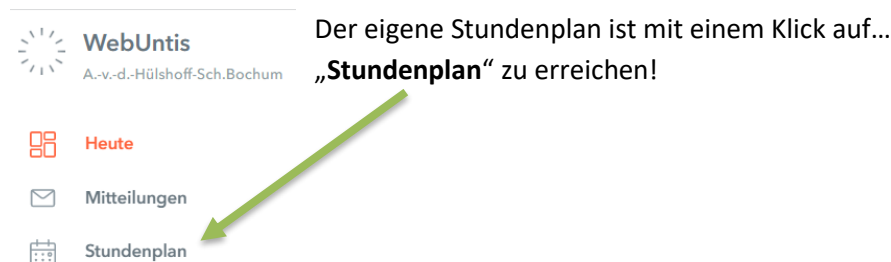 WebUntis
A.-v.-d.-Hülshoff-Sch.Bochum
Der eigene Stundenplan ist mit einem Klick auf…
„Stundenplan“ zu erreichen!
Heute
Mitteilungen
Stundenplan